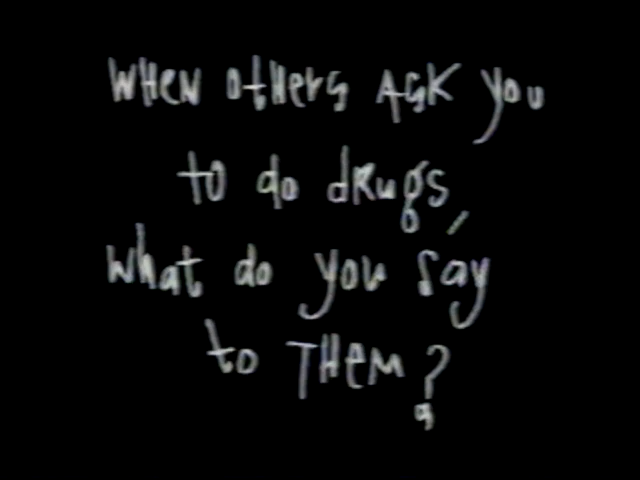 WHEN OtHErS ASK you
to do dRugs,
what do you say
to THEM?